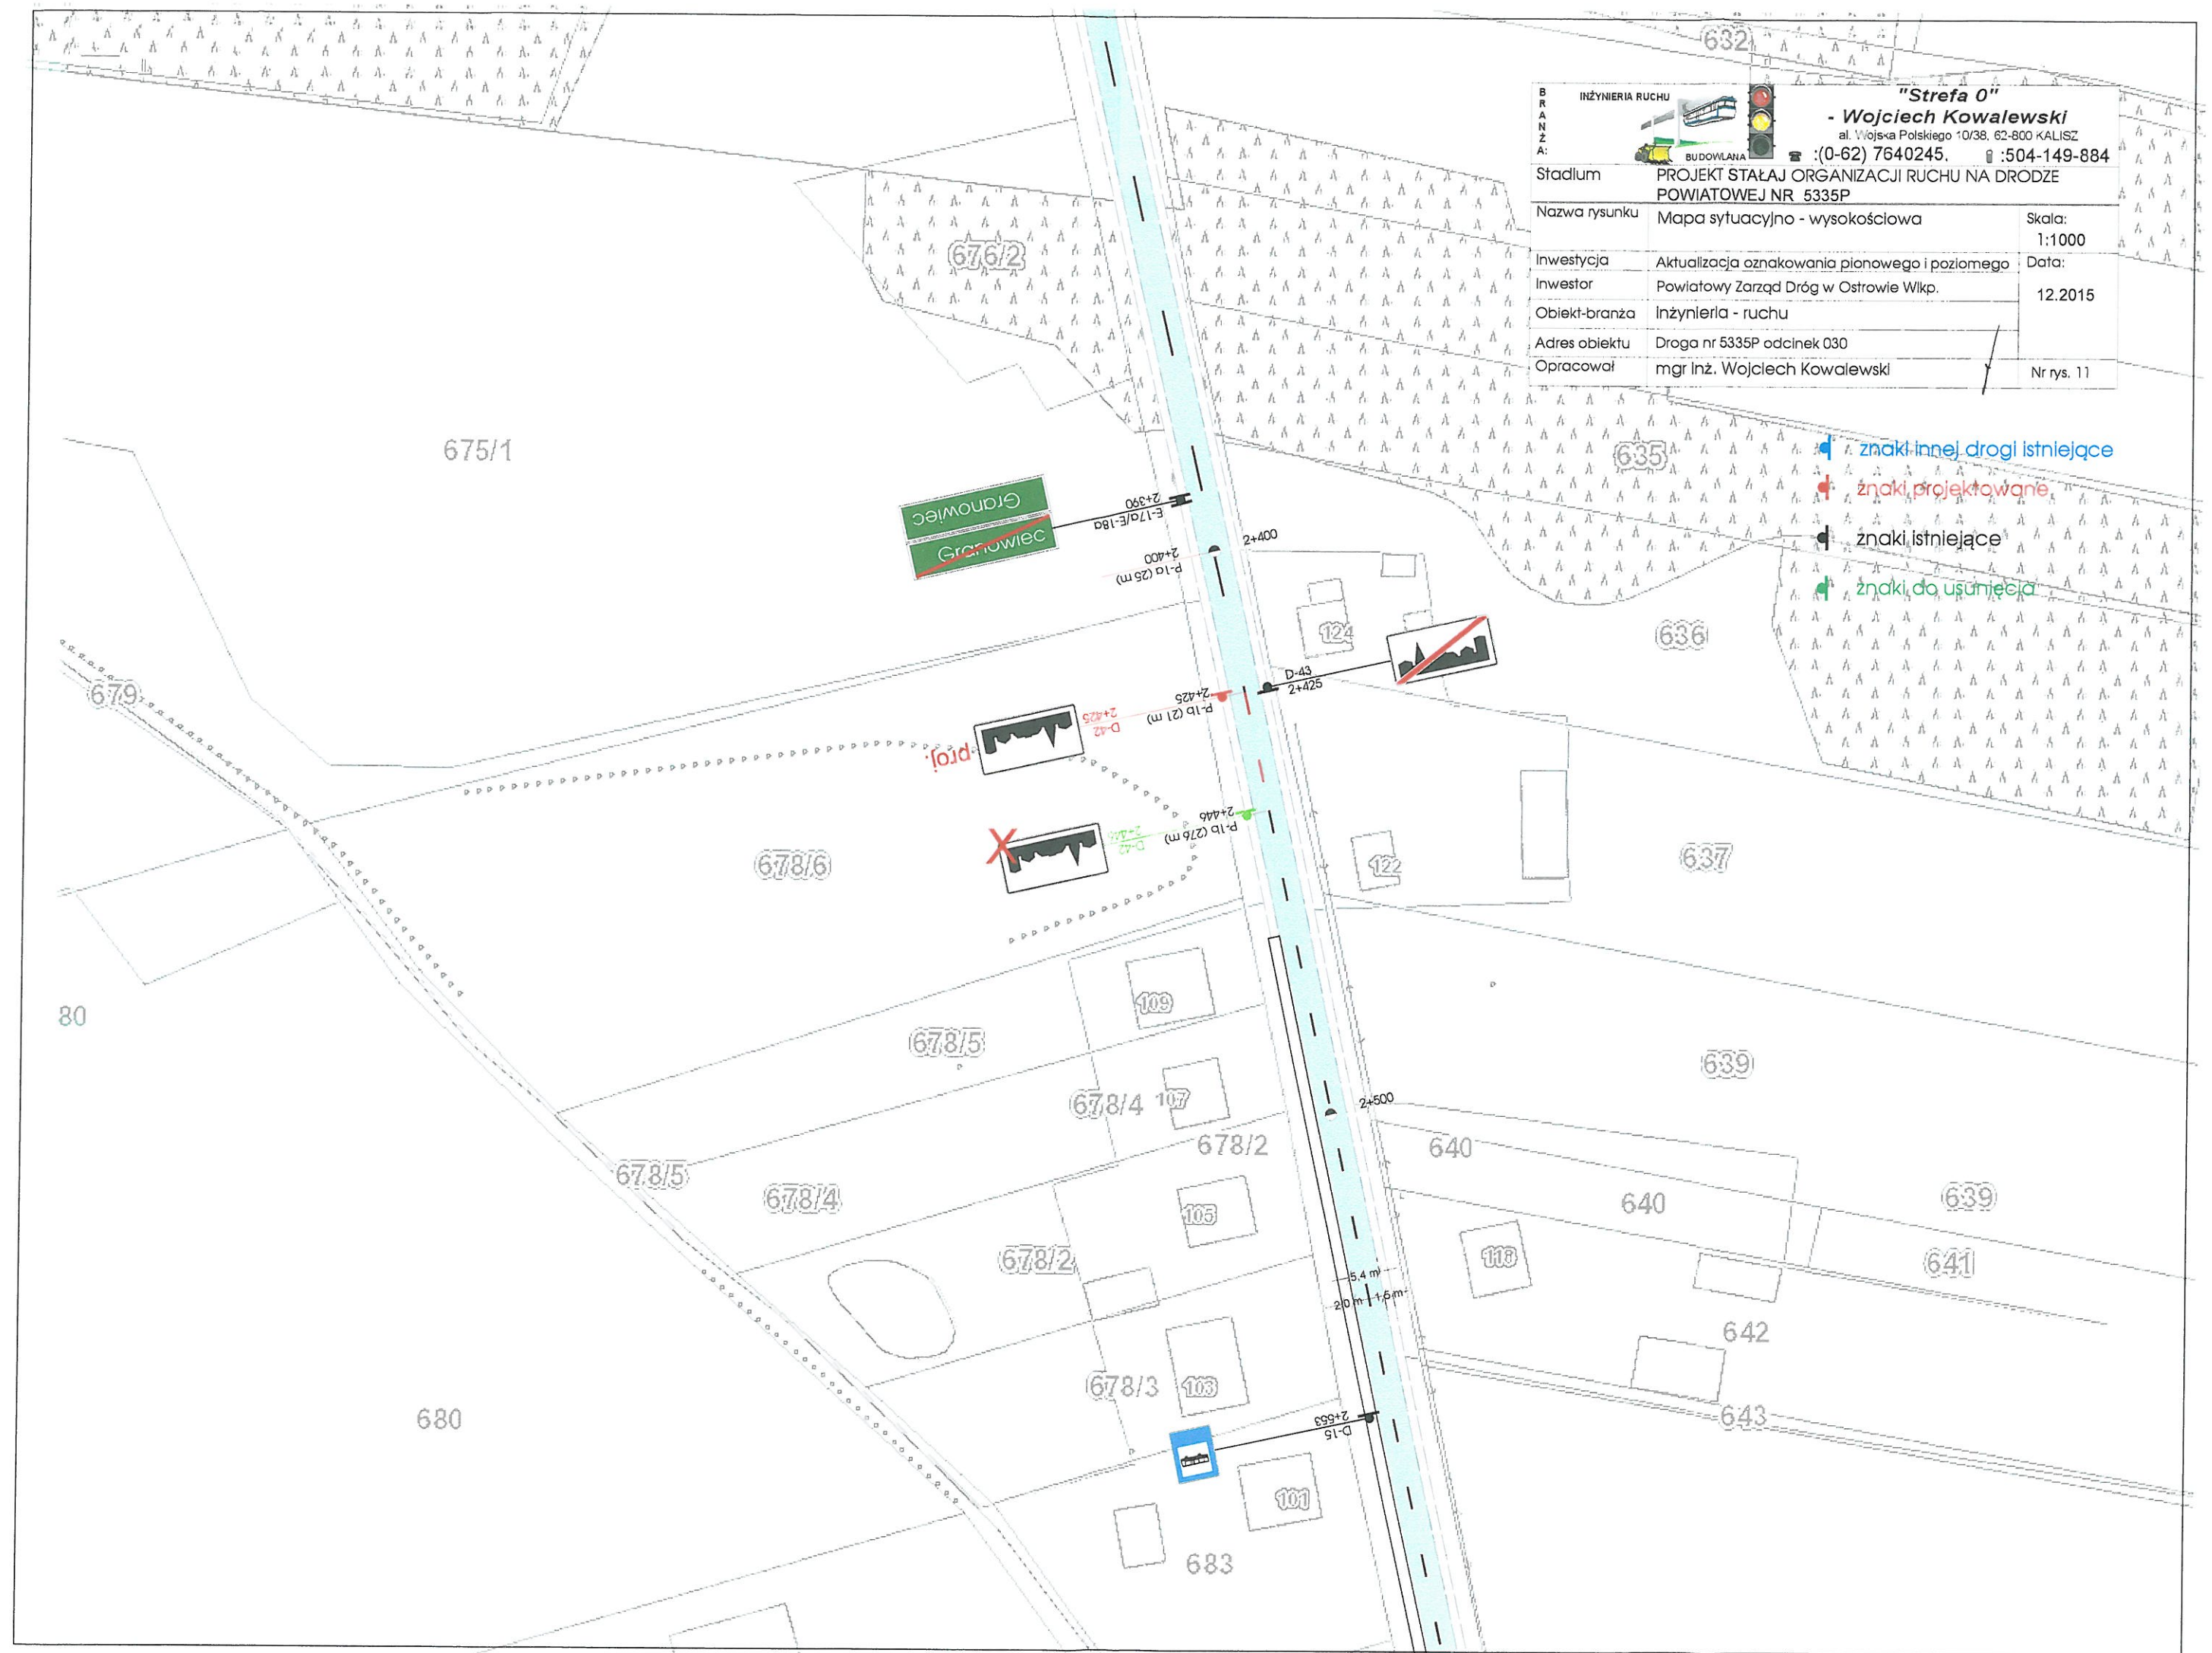 632
BRANŻA:
INŻYNIERIA RUCHU
BUDOWLANA
"Strefa 0"
- Wojciech Kowalewski
al. Wojska Polskiego 10/38, 62-800 KALISZ
:(0-62) 7640245, :504-149-884
Stadium PROJEKT STAŁAJ ORGANIZACJI RUCHU NA DRODZE
POWIATOWEJ NR 5335P
Nazwa rysunku Mapa sytuacyjno - wysokościowa Skala:
1:1000
Inwestycja Aktualizacja oznakowania pionowego i poziomego Data:
Inwestor Powiatowy Zarząd Dróg w Ostrowie Wlkp. 12.2015
Obiekt-branża Inżynieria - ruchu
Adres obiektu Droga nr 5335P odcinek 030
Opracował mgr inż. Wojciech Kowalewski Nr rys. 11
676/2
675/1
635
znaki innej drogi istniejące
znaki projektowane
znaki istniejące
znaki do usunięcia
Granowiec
Granowiec
2+390
E-17a/E-18a
2+400
2+400
P-1a (25 m)
124
636
D-43
2+425
2+425
P-1b (21 m)
2+425
D-42
proj.
679
2+446
P-1b (276 m)
2+446
D-42
X
678/6
122
637
80
109
678/5
639
678/4
107
2+500
678/2
640
678/5
678/4
105
640
639
678/2
118
641
5,4 m
2,0 m
1,5 m
642
678/3
103
643
680
2+553
D-15
101
683